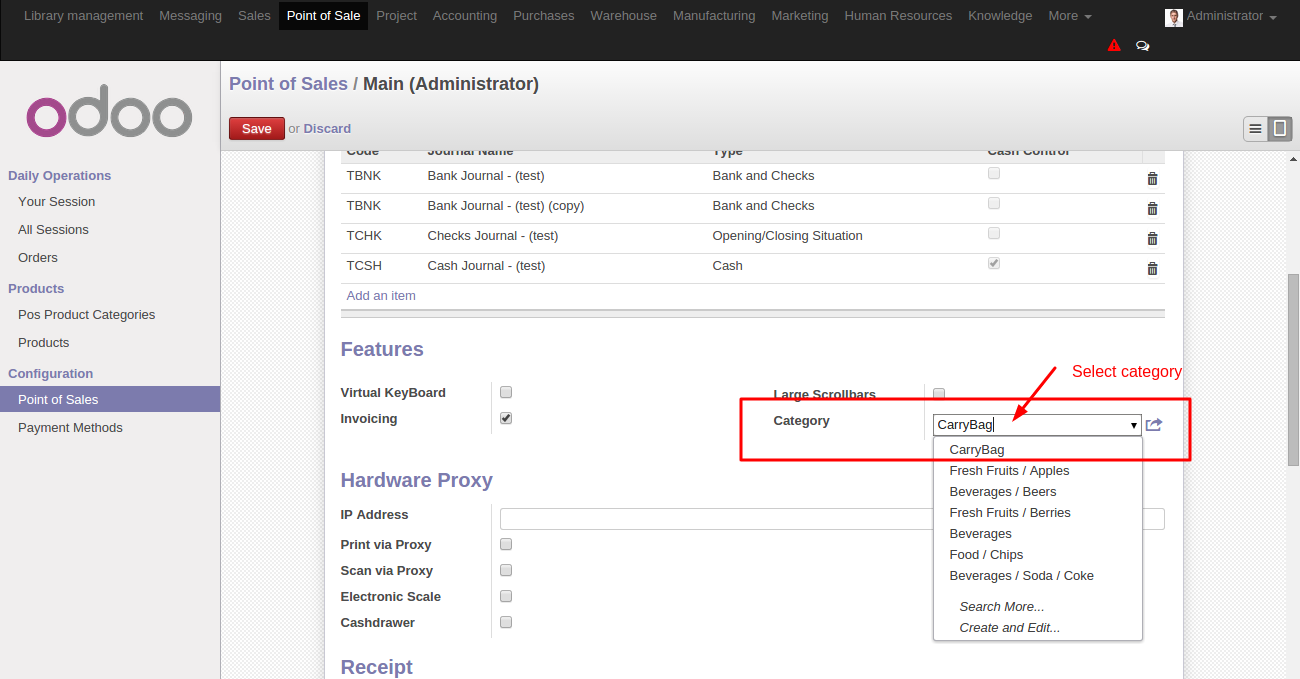 Library management Messaging Sales Point of Sale Project Accounting Purchases Warehouse Manufacturing Marketing Human Resources Knowledge More Administrator
odoo
Point of Sales / Main (Administrator)
Save or Discard
Daily Operations
Your Session
All Sessions
Orders
Products
Pos Product Categories
Products
Configuration
Point of Sales
Payment Methods
Code Journal Name Type Cash Control
TBNK Bank Journal - (test) Bank and Checks
TBNK Bank Journal - (test) (copy) Bank and Checks
TCHK Checks Journal - (test) Opening/Closing Situation
TCSH Cash Journal - (test) Cash
Add an item
Features
Select category
Virtual KeyBoard Large Scrollbars
Invoicing Category CarryBag
CarryBag
Fresh Fruits / Apples
Beverages / Beers
Fresh Fruits / Berries
Beverages
Food / Chips
Beverages / Soda / Coke
Search More...
Create and Edit...
Hardware Proxy
IP Address
Print via Proxy
Scan via Proxy
Electronic Scale
Cashdrawer
Receipt